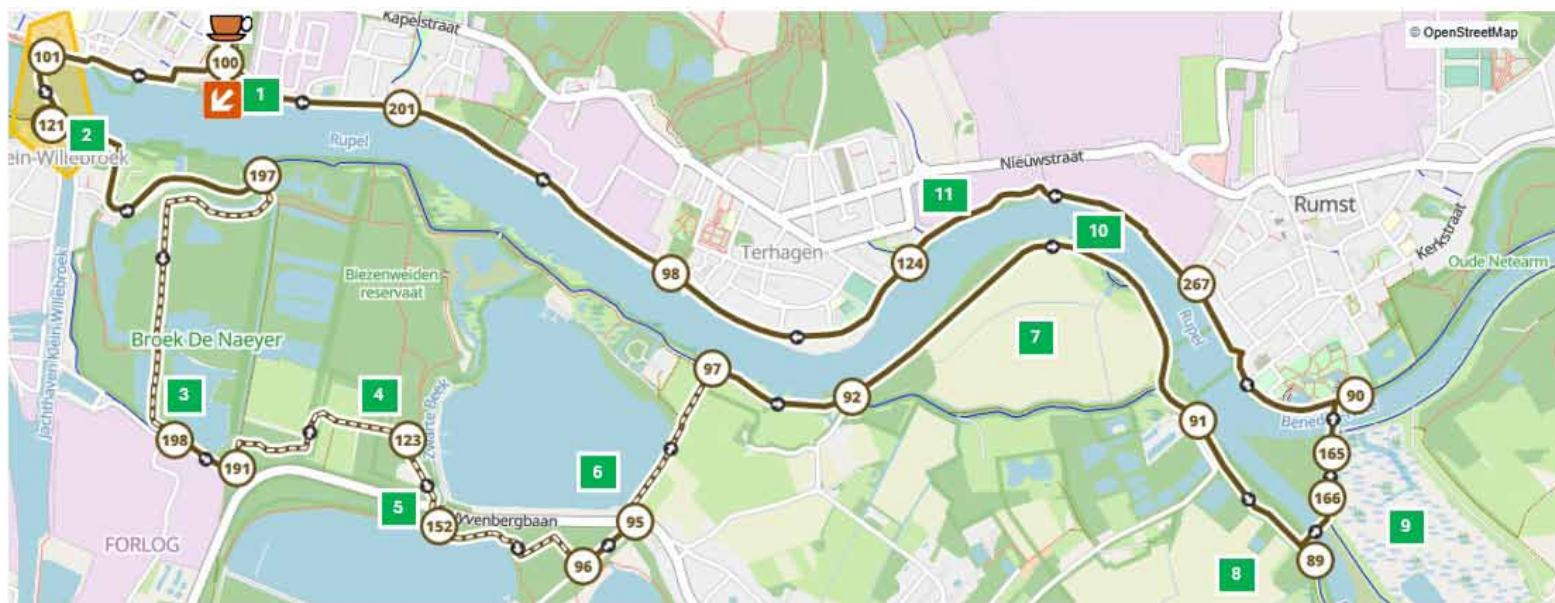 © OpenStreetMap
Kapelstraat
101
100
1
201
121
2
ein-Willebroek
Rupel
197
Nieuwstraat
11
Rumst
Kerkstraat
10
Terhagen
124
98
267
Oude Netearm
Biezenweiden
reservaat
Rupel
Broek De Naeyer
7
97
92
90
Jachthaven Klein Willebroek
3
4
Zwarte Beek
91
198
123
165
191
6
166
5
152
yvenbergbaan
95
9
FORLOG
96
89
8